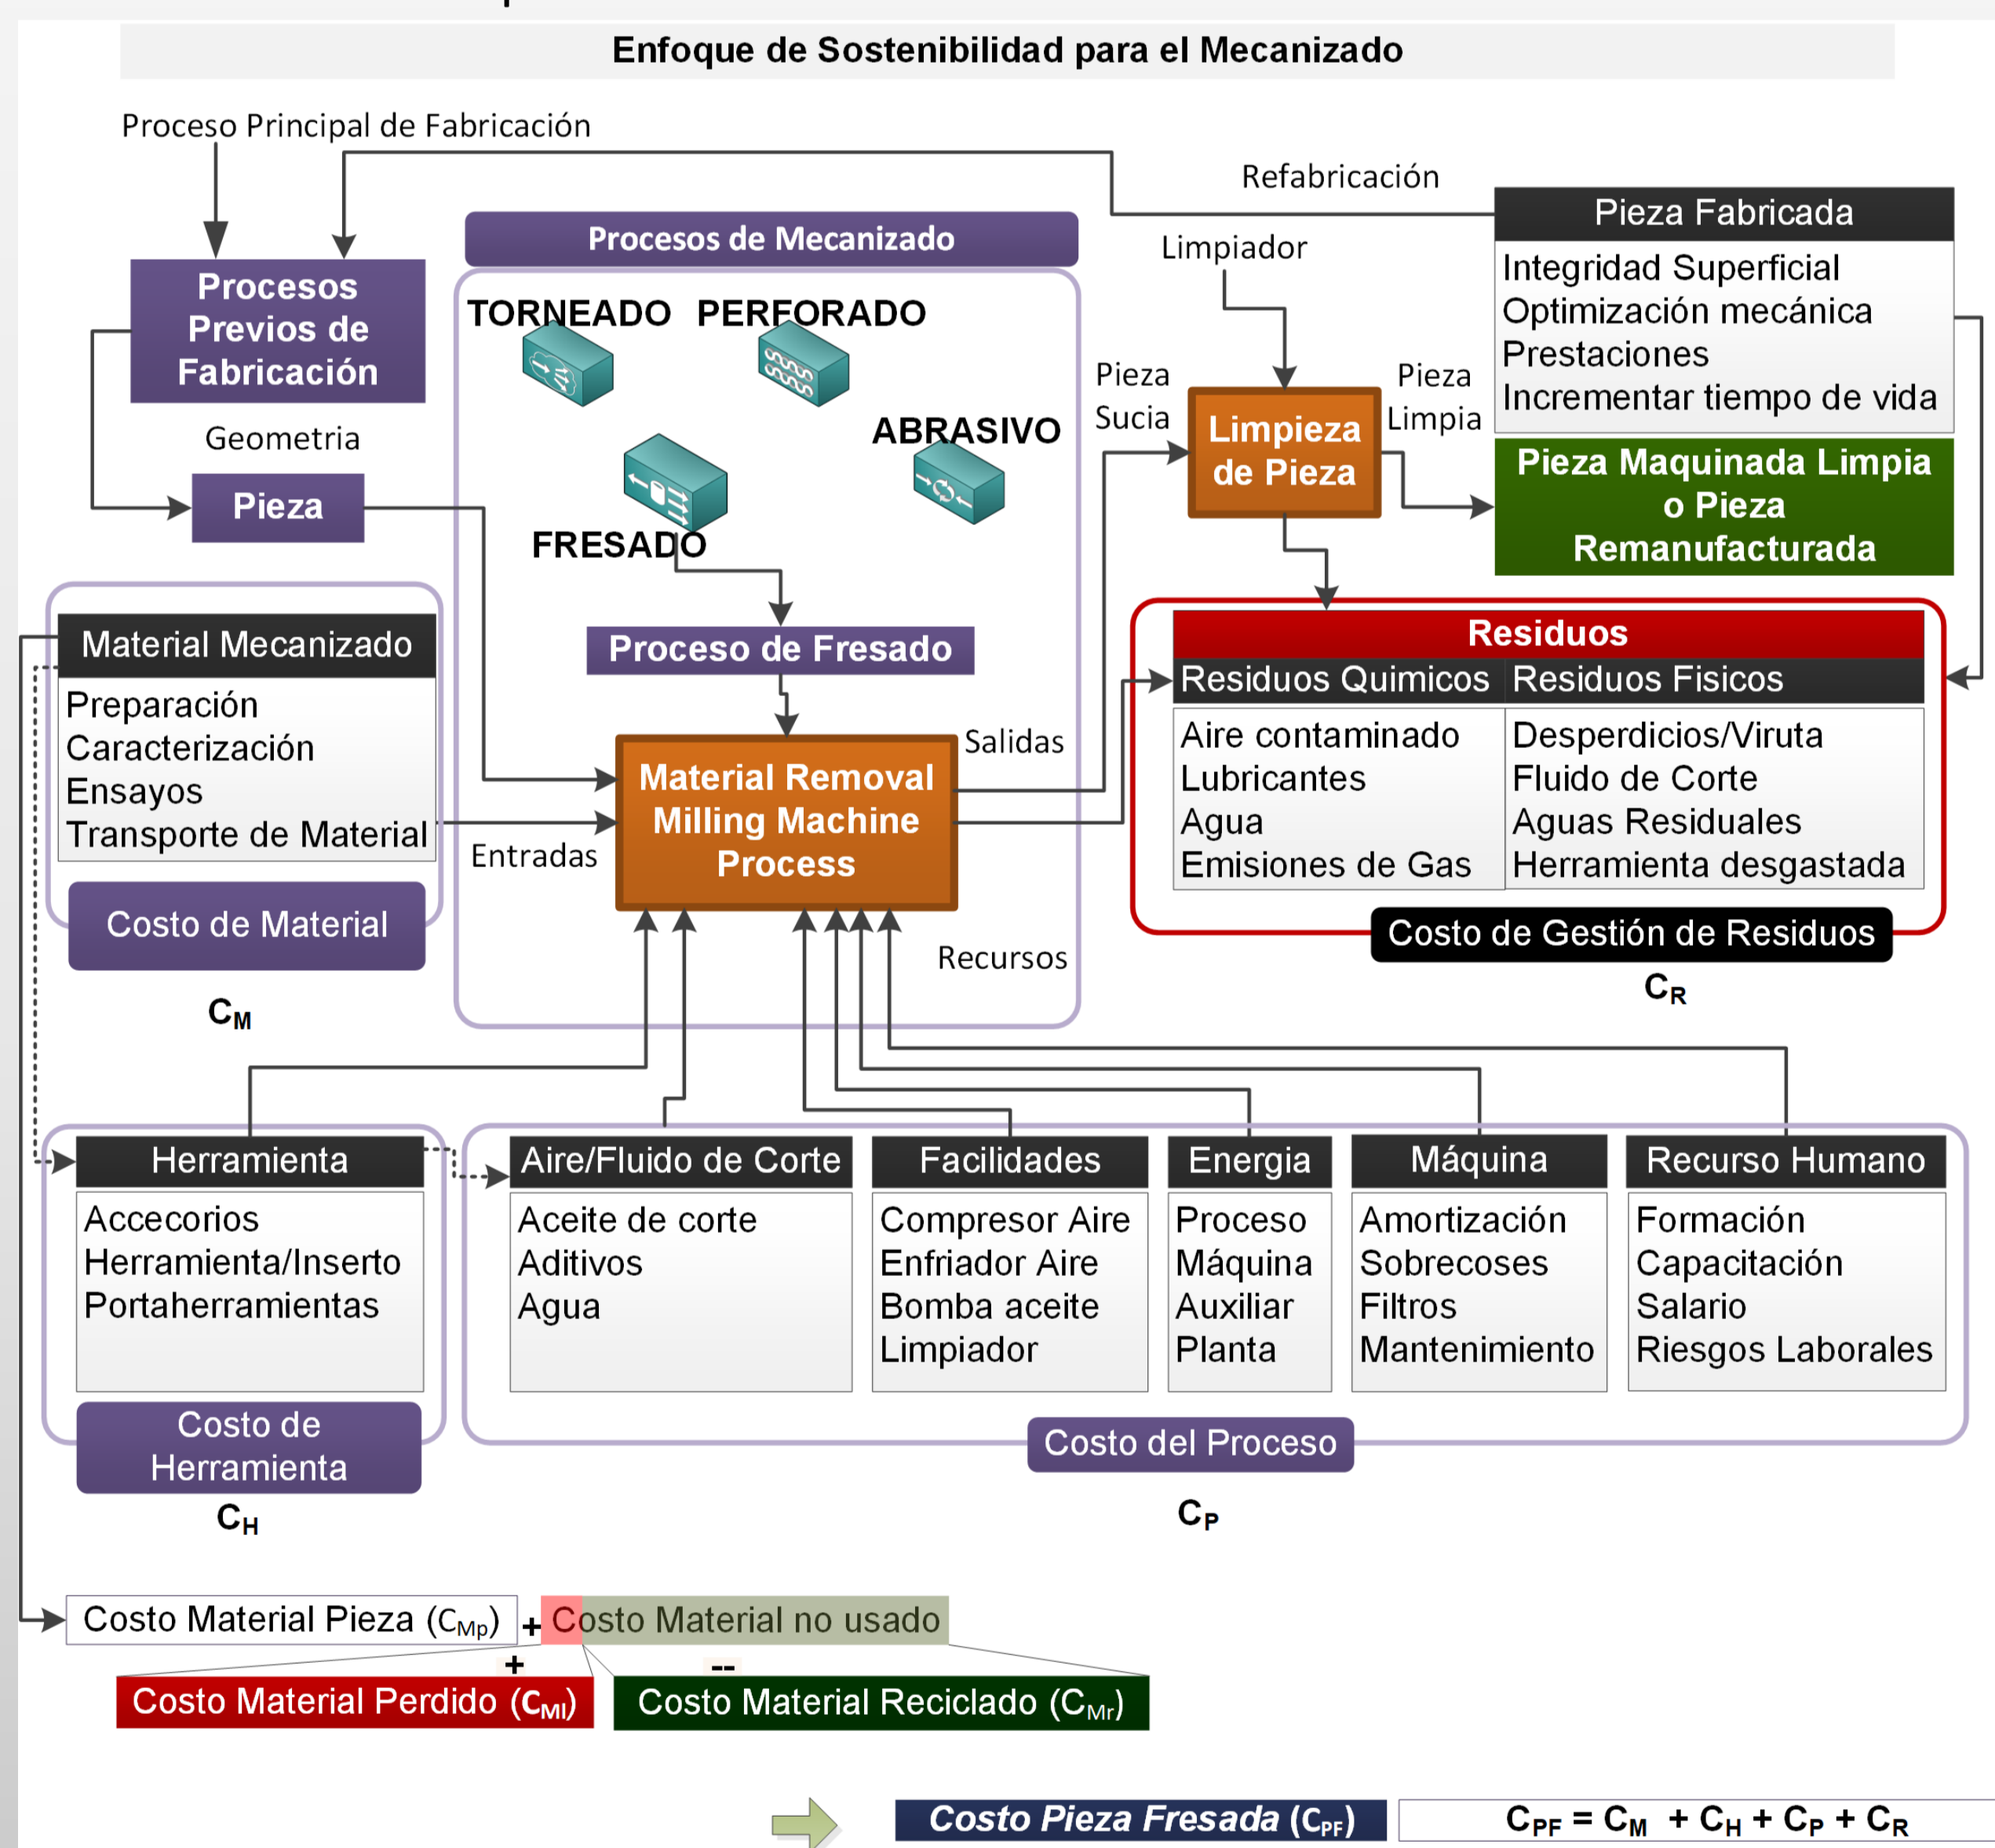 Enfoque de Sostenibilidad para el Mecanizado
Proceso Principal de Fabricación
Refabricación
Procesos
Previos de
Fabricación
Geometria
Pieza
Procesos de Mecanizado
TORNEADO
PERFORADO
ABRASIVO
FRESADO
Proceso de Fresado
Material Removal
Milling Machine
Process
Salidas
Entradas
Recursos
Limpiador
Pieza
Sucia
Limpieza
de Pieza
Pieza
Limpia
Pieza Fabricada
Integridad Superficial
Optimización mecánica
Prestaciones
Incrementar tiempo de vida
Pieza Maquinada Limpia
o Pieza
Remanufacturada
Material Mecanizado
Preparación
Caracterización
Ensayos
Transporte de Material
Costo de Material
CM
Residuos
Residuos Quimicos
Aire contaminado
Lubricantes
Agua
Emisiones de Gas
Residuos Fisicos
Desperdicios/Viruta
Fluido de Corte
Aguas Residuales
Herramienta desgastada
Costo de Gestión de Residuos
CR
Herramienta
Accecorios
Herramienta/Inserto
Portaherramientas
Costo de
Herramienta
CH
Aire/Fluido de Corte
Aceite de corte
Aditivos
Agua
Facilidades
Compresor Aire
Enfriador Aire
Bomba aceite
Limpiador
Energia
Proceso
Máquina
Auxiliar
Planta
Máquina
Amortización
Sobrecoses
Filtros
Mantenimiento
Recurso Humano
Formación
Capacitación
Salario
Riesgos Laborales
Costo del Proceso
CP
Costo Material Pieza (CMp) + Costo Material no usado
+ --
Costo Material Perdido (CMl)
Costo Material Reciclado (CMr)
Costo Pieza Fresada (CPF)
CPF = CM + CH + CP + CR